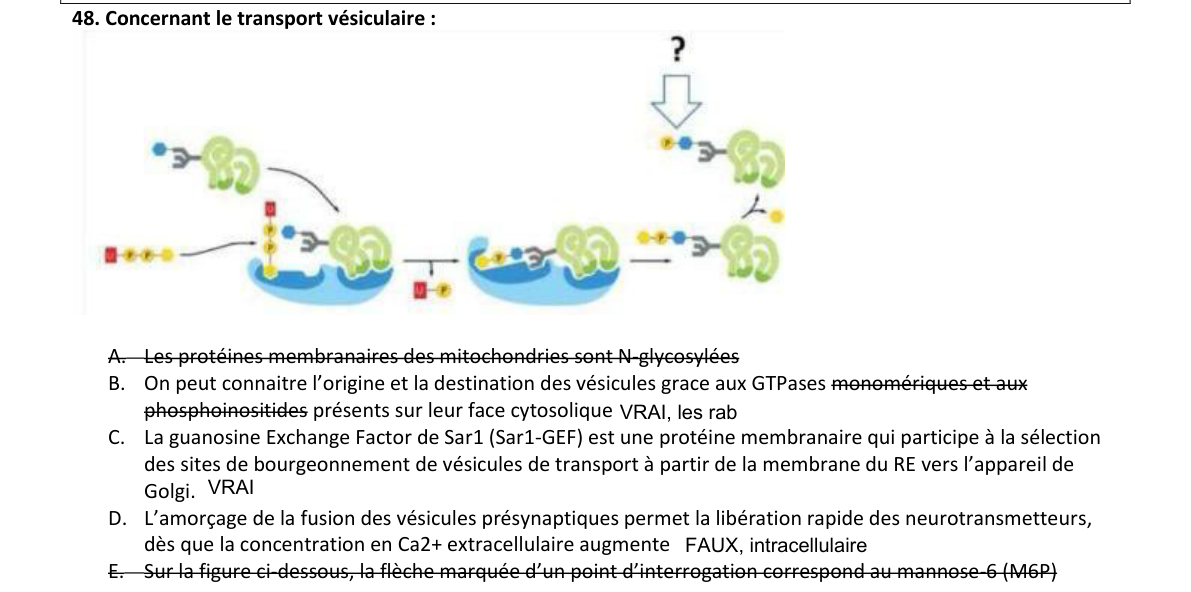 48. Concernant le transport vésiculaire :
?
P
U
P
P
U P P
P
P P
U P
A. Les protéines membranaires des mitochondries sont N-glycosylées
B. On peut connaitre l’origine et la destination des vésicules grace aux GTPases monomériques et aux
phosphoinositides présents sur leur face cytosolique VRAI, les rab
C. La guanosine Exchange Factor de Sar1 (Sar1-GEF) est une protéine membranaire qui participe à la sélection
des sites de bourgeonnement de vésicules de transport à partir de la membrane du RE vers l’appareil de
Golgi. VRAI
D. L’amorçage de la fusion des vésicules présynaptiques permet la libération rapide des neurotransmetteurs,
dès que la concentration en Ca2+ extracellulaire augmente FAUX, intracellulaire
E. Sur la figure ci-dessous, la flèche marquée d’un point d’interrogation correspond au mannose-6 (M6P)